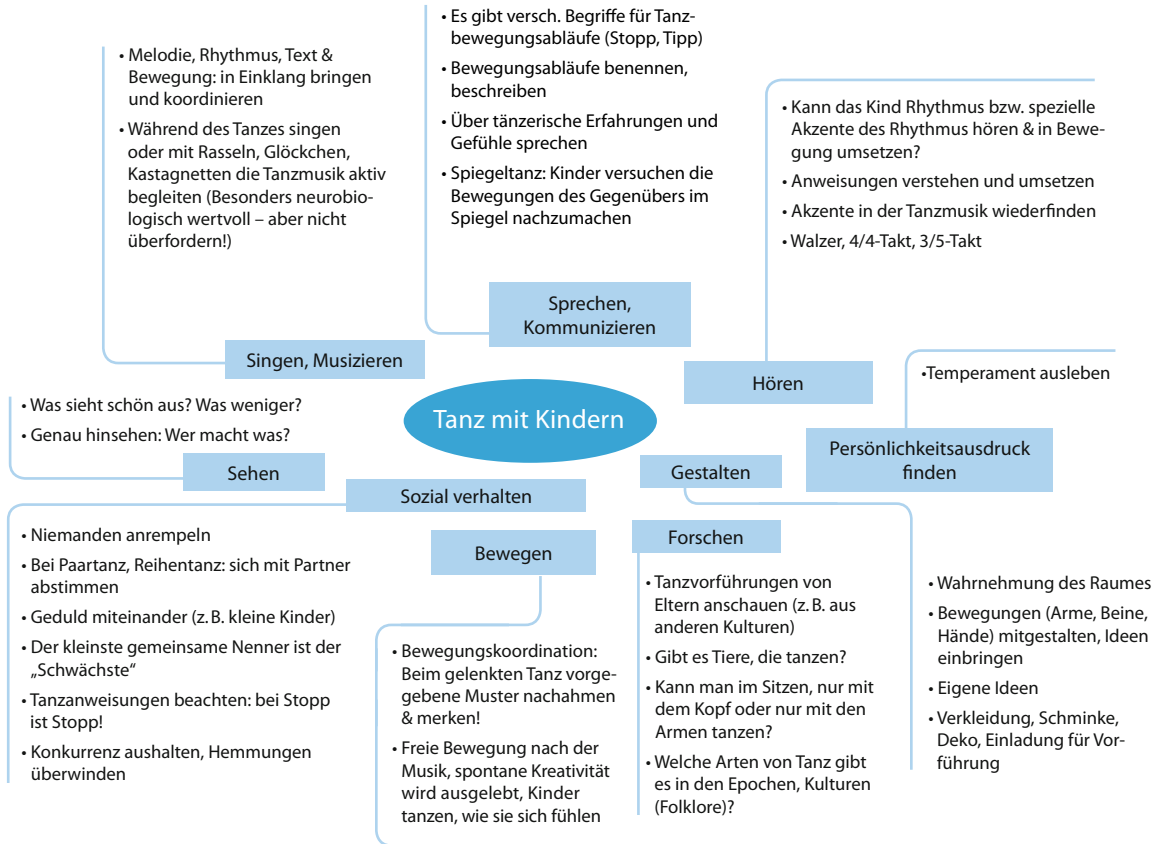 • Melodie, Rhythmus, Text &
Bewegung: in Einklang bringen
und koordinieren
• Während des Tanzes singen
oder mit Rasseln, Glöckchen,
Kastagnetten die Tanzmusik aktiv
begleiten (Besonders neurobio-
logisch wertvoll – aber nicht
überfordern!)
Singen, Musizieren
• Es gibt versch. Begriffe für Tanz-
bewegungsabläufe (Stopp, Tipp)
• Bewegungsabläufe benennen,
beschreiben
• Über tänzerische Erfahrungen und
Gefühle sprechen
• Spiegeltanz: Kinder versuchen die
Bewegungen des Gegenübers im
Spiegel nachzumachen
Sprechen,
Kommunizieren
• Kann das Kind Rhythmus bzw. spezielle
Akzente des Rhythmus hören & in Bewe-
gung umsetzen?
• Anweisungen verstehen und umsetzen
• Akzente in der Tanzmusik wiederfinden
• Walzer, 4/4-Takt, 3/5-Takt
Hören
•Temperament ausleben
Persönlichkeitsausdruck
finden
Tanz mit Kindern
• Was sieht schön aus? Was weniger?
• Genau hinsehen: Wer macht was?
Sehen
Sozial verhalten
• Niemanden anrempeln
• Bei Paartanz, Reihentanz: sich mit Partner
abstimmen
• Geduld miteinander (z. B. kleine Kinder)
• Der kleinste gemeinsame Nenner ist der
„Schwächste“
• Tanzanweisungen beachten: bei Stopp
ist Stopp!
• Konkurrenz aushalten, Hemmungen
überwinden
Bewegen
• Bewegungskoordination:
Beim gelenkten Tanz vorge-
gebene Muster nachahmen
& merken!
• Freie Bewegung nach der
Musik, spontane Kreativität
wird ausgelebt, Kinder
tanzen, wie sie sich fühlen
Forschen
• Tanzvorführungen von
Eltern anschauen (z. B. aus
anderen Kulturen)
• Gibt es Tiere, die tanzen?
• Kann man im Sitzen, nur mit
dem Kopf oder nur mit den
Armen tanzen?
• Welche Arten von Tanz gibt
es in den Epochen, Kulturen
(Folklore)?
Gestalten
• Wahrnehmung des Raumes
• Bewegungen (Arme, Beine,
Hände) mitgestalten, Ideen
einbringen
• Eigene Ideen
• Verkleidung, Schminke,
Deko, Einladung für Vor-
führung